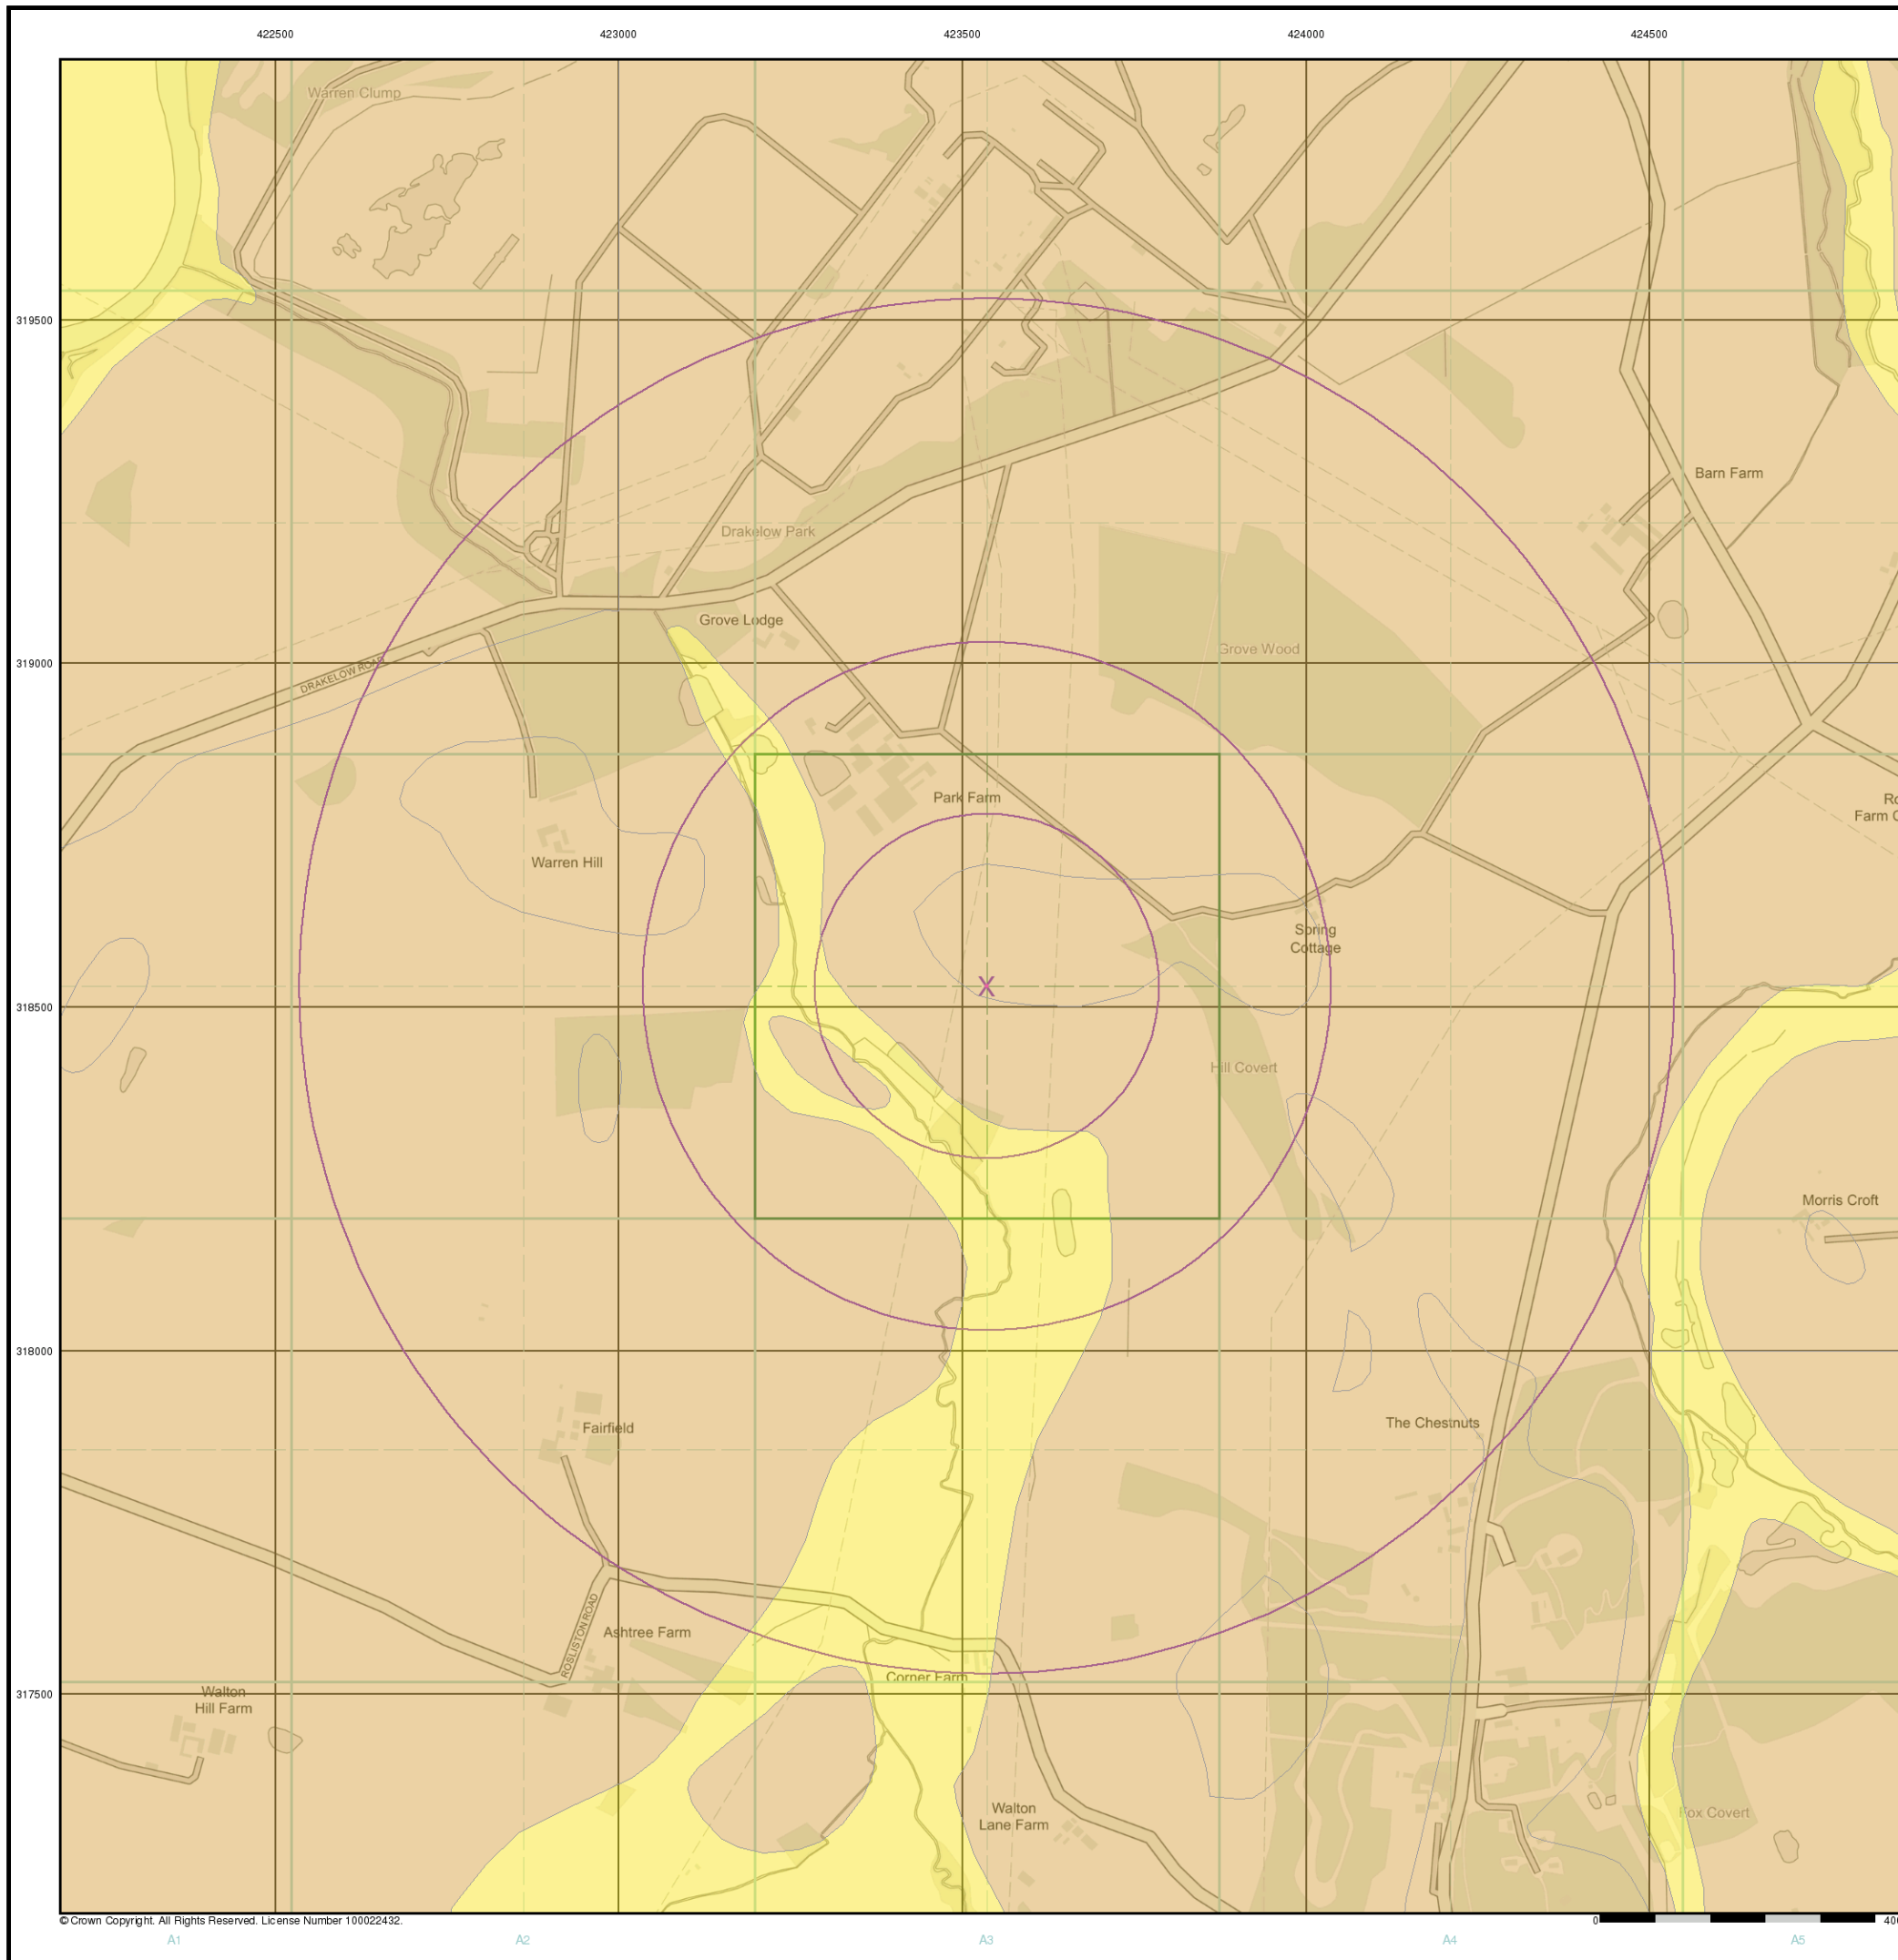 422500 423000 423500 424000 424500
Warren Clump
319500
Barn Farm
Drakelow Park
Grove Lodge
Grove Wood
319000
DRAKELOW ROAD
Park Farm
Farm
Warren Hill
Spring
Cottage
X
318500
Hill Covert
Morris Croft
318000
Fairfield
The Chestnuts
ROSLISTON ROAD
Ashtree Farm
Corner Farm
317500
Walton
Hill Farm
Walton
Lane Farm
Fox Covert
© Crown Copyright. All Rights Reserved. License Number 100022432.
0
A1 A2 A3 A4 A5